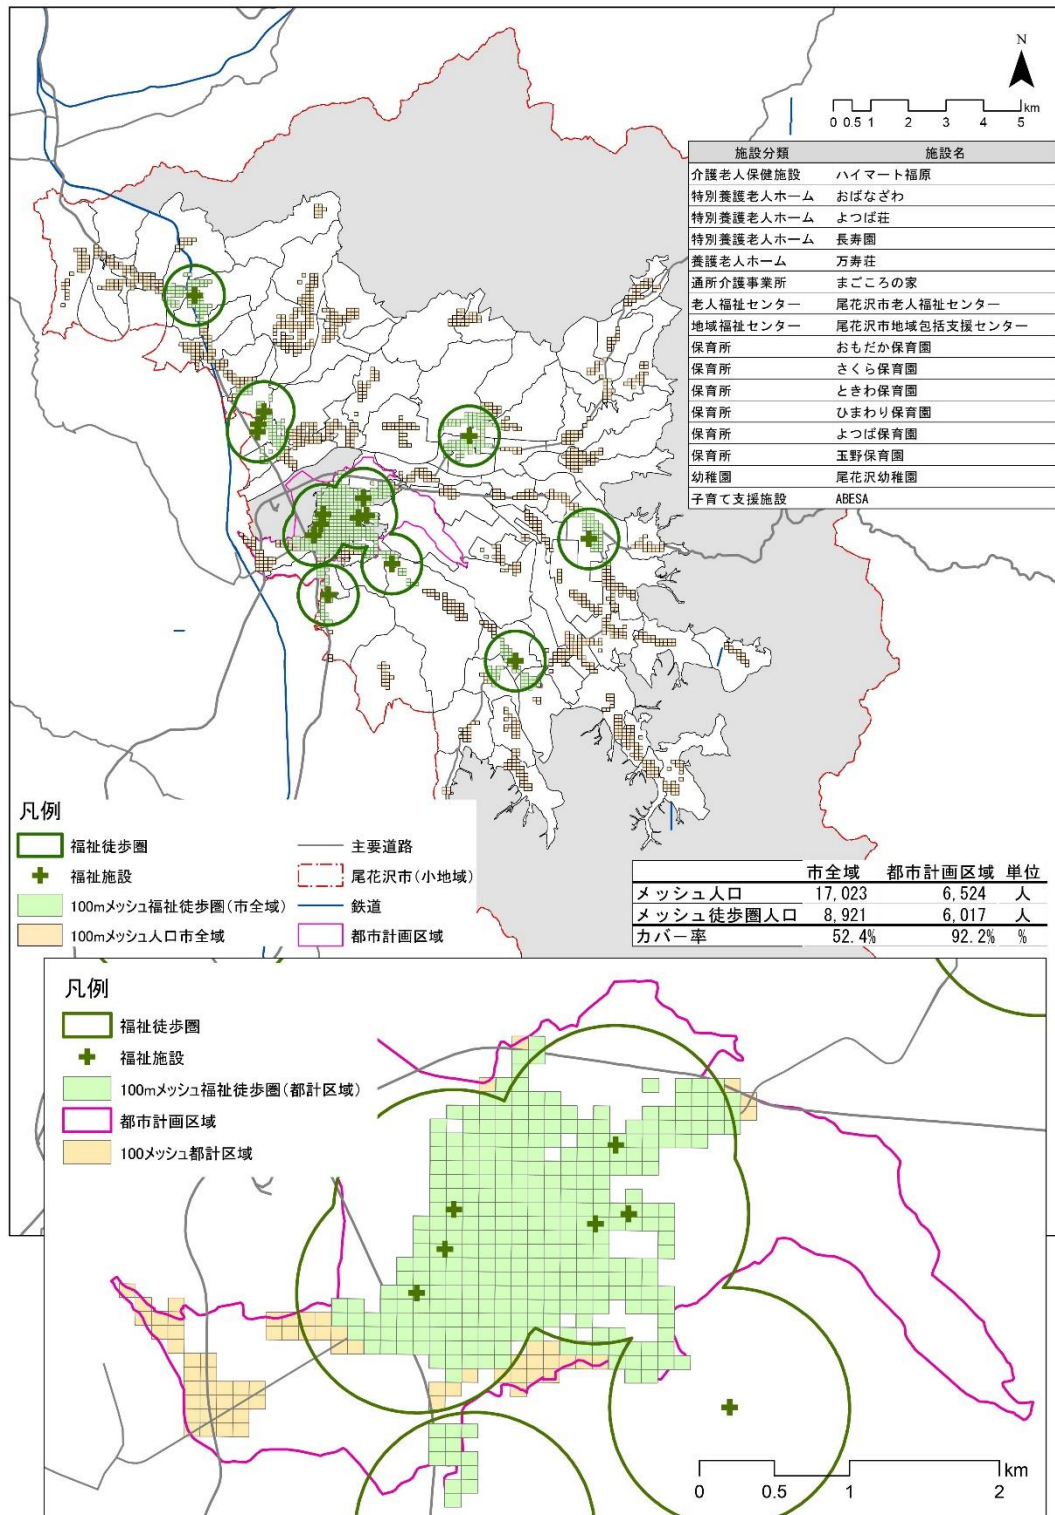 N
0 0.5 1 2 3 4 5 km
施設分類 施設名
介護老人保健施設 ハイマート福原
特別養護老人ホーム おばなざわ
特別養護老人ホーム よつば荘
特別養護老人ホーム 長寿園
養護老人ホーム 万寿荘
通所介護事業所 まごころの家
老人福祉センター 尾花沢市老人福祉センター
地域福祉センター 尾花沢市地域包括支援センター
保育所 おもだか保育園
保育所 さくら保育園
保育所 ときわ保育園
保育所 ひまわり保育園
保育所 よつば保育園
保育所 玉野保育園
幼稚園 尾花沢幼稚園
子育て支援施設 ABESA
凡例
福祉徒歩圏 主要道路
福祉施設 尾花沢市(小地域)
100mメッシュ福祉徒歩圏(市全域) 鉄道
100mメッシュ人口市全域 都市計画区域
市全域 都市計画区域 単位
メッシュ人口 17,023 6,524 人
メッシュ徒歩圏人口 8,921 6,017 人
カバー率 52.4% 92.2% %
凡例
福祉徒歩圏
福祉施設
100mメッシュ福祉徒歩圏(都計区域)
都市計画区域
100メッシュ都計区域
km
0 0.5 1 2